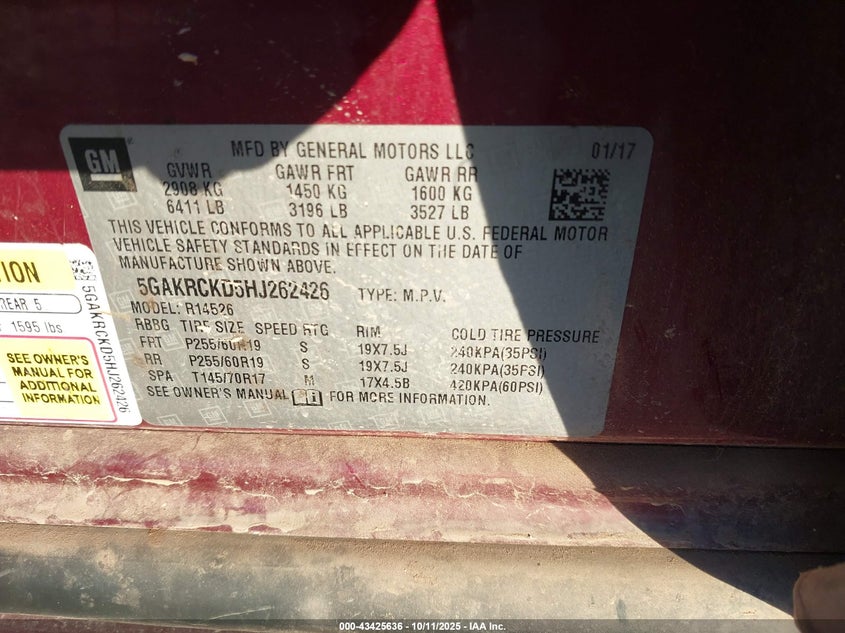 GM
MFD BY GENERAL MOTORS LLC 01/17
GVWR GAWR FRT GAWR RR
2908 KG 1450 KG 1600 KG
6411 LB 3196 LB 3527 LB
THIS VEHICLE CONFORMS TO ALL APPLICABLE U.S. FEDERAL MOTOR
VEHICLE SAFETY STANDARDS IN EFFECT ON THE DATE OF
MANUFACTURE SHOWN ABOVE.
5GAKRCKD5HJ262426 TYPE: M.P.V.
MODEL: R14526
RBBG TIRE SIZE SPEED RTG RIM COLD TIRE PRESSURE
FRT P255/60R19 S 19X7.5J 240KPA(35PSI)
RR P255/60R19 S 19X7.5J 240KPA(35PSI)
SPA T145/70R17 M 17X4.5B 420KPA(60PSI)
SEE OWNER'S MANUAL FOR MORE INFORMATION.
TION
REAR 5
1595 lbs
SEE OWNER'S
MANUAL FOR
ADDITIONAL
INFORMATION
5GAKRCKD5HJ262426
000-43425636 - 10/11/2025 - IAA Inc.